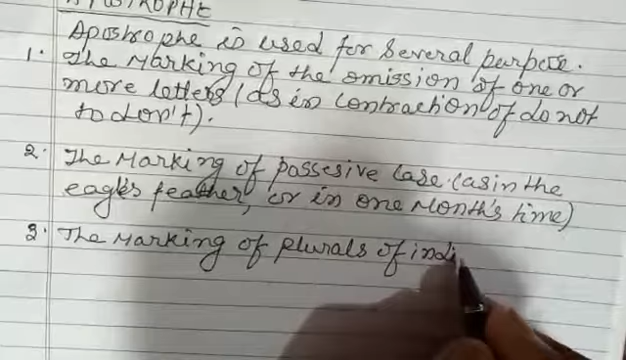 APOSTROPHE
Apostrophe is used for several purpose.
1. The Marking of the omission of one or
more letters (as in contraction of do not
to don't).
2. The Marking of possesive case (as in the
eagle's feather, or in one Month's time)
3. The Marking of plurals of indi